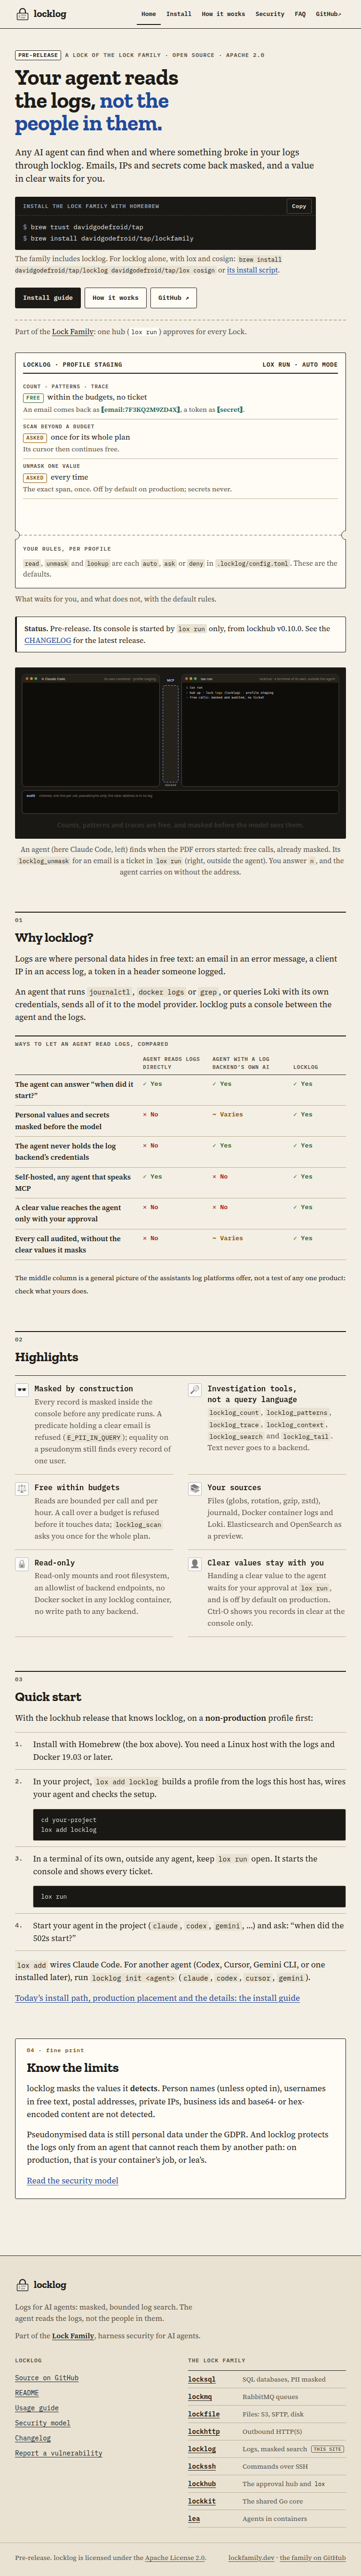 locklog
Home Install How it works Security FAQ GitHub↗
PRE-RELEASE A LOCK OF THE LOCK FAMILY · OPEN SOURCE · APACHE 2.0
Your agent reads
the logs, not the
people in them.
Any AI agent can find when and where something broke in your logs
through locklog. Emails, IPs and secrets come back masked, and a value
in clear waits for you.
INSTALL THE LOCK FAMILY WITH HOMEBREW
Copy
$ brew trust davidgodefroid/tap
$ brew install davidgodefroid/tap/lockfamily
The family includes locklog. For locklog alone, with lox and cosign: brew install
davidgodefroid/tap/locklog davidgodefroid/tap/lox cosign or its install script.
Install guide
How it works
GitHub ↗
Part of the Lock Family: one hub (lox run) approves for every Lock.
LOCKLOG · PROFILE STAGING
LOX RUN · AUTO MODE
COUNT · PATTERNS · TRACE
FREE within the budgets, no ticket
An email comes back as ⟦email:7F3KQ2M9ZD4X⟧, a token as ⟦secret⟧.
SCAN BEYOND A BUDGET
ASKED once for its whole plan
Its cursor then continues free.
UNMASK ONE VALUE
ASKED every time
The exact span, once. Off by default on production; secrets never.
YOUR RULES, PER PROFILE
read, unmask and lookup are each auto, ask or deny in .locklog/config.toml. These are the
defaults.
What waits for you, and what does not, with the default rules.
Status. Pre-release. Its console is started by lox run only, from lockhub v0.10.0. See the
CHANGELOG for the latest release.
Claude Code
MCP
lox run
$ lox run
audit
Counts, patterns and traces are free, and masked before the model sees them.
An agent (here Claude Code, left) finds when the PDF errors started: free calls, already masked. Its
locklog_unmask for an email is a ticket in lox run (right, outside the agent). You answer n, and the
agent carries on without the address.
01
Why locklog?
Logs are where personal data hides in free text: an email in an error message, a client
IP in an access log, a token in a header someone logged.
An agent that runs journalctl, docker logs or grep, or queries Loki with its own
credentials, sends all of it to the model provider. locklog puts a console between the
agent and the logs.
WAYS TO LET AN AGENT READ LOGS, COMPARED
AGENT READS LOGS DIRECTLY
AGENT WITH A LOG BACKEND'S OWN AI
LOCKLOG
The agent can answer “when did it start?” ✓ Yes ✓ Yes ✓ Yes
Personal values and secrets masked before the model × No ~ Varies ✓ Yes
The agent never holds the log backend's credentials × No ✓ Yes ✓ Yes
Self-hosted, any agent that speaks MCP ✓ Yes × No ✓ Yes
A clear value reaches the agent only with your approval × No × No ✓ Yes
Every call audited, without the clear values it masks × No ~ Varies ✓ Yes
The middle column is a general picture of the assistants log platforms offer, not a test of any one product:
check what yours does.
02
Highlights
Masked by construction
Every record is masked inside the
console before any predicate runs. A
predicate holding a clear email is
refused (E_PII_IN_QUERY); equality on
a pseudonym still finds every record of
one user.
Investigation tools,
not a query language
locklog_count, locklog_patterns,
locklog_trace, locklog_context,
locklog_search and locklog_tail.
Text never goes to a backend.
Free within budgets
Reads are bounded per call and per
hour. A call over a budget is refused
before it touches data; locklog_scan
asks you once for the whole plan.
Your sources
Files (globs, rotation, gzip, zstd),
journald, Docker container logs and
Loki. Elasticsearch and OpenSearch as
a preview.
Read-only
Read-only mounts and root filesystem,
an allowlist of backend endpoints, no
Docker socket in any locklog container,
no write path to any backend.
Clear values stay with you
Handing a clear value to the agent
waits for your approval at lox run,
and is off by default on production.
Ctrl-O shows you records in clear at the
console only.
03
Quick start
With the lockhub release that knows locklog, on a non-production profile first:
1. Install with Homebrew (the box above). You need a Linux host with the logs and
Docker 19.03 or later.
2. In your project, lox add locklog builds a profile from the logs this host has, wires
your agent and checks the setup.
cd your-project
lox add locklog
3. In a terminal of its own, outside any agent, keep lox run open. It starts the
console and shows every ticket.
lox run
4. Start your agent in the project (claude, codex, gemini, …) and ask: “when did the
502s start?”
lox add wires Claude Code. For another agent (Codex, Cursor, Gemini CLI, or one
installed later), run locklog init <agent> (claude, codex, cursor, gemini).
Today's install path, production placement and the details: the install guide
04 · fine print
Know the limits
locklog masks the values it detects. Person names (unless opted in), usernames
in free text, postal addresses, private IPs, business ids and base64- or hex-
encoded content are not detected.
Pseudonymised data is still personal data under the GDPR. And locklog protects
the logs only from an agent that cannot reach them by another path: on
production, that is your container's job, or lea's.
Read the security model
locklog
Logs for AI agents: masked, bounded log search. The
agent reads the logs, not the people in them.
Part of the Lock Family, harness security for AI agents.
LOCKLOG
Source on GitHub
README
Usage guide
Security model
Changelog
Report a vulnerability
THE LOCK FAMILY
locksql SQL databases, PII masked
lockmq RabbitMQ queues
lockfile Files: S3, SFTP, disk
lockhttp Outbound HTTP(S)
locklog Logs, masked search THIS SITE
lockssh Commands over SSH
lockhub The approval hub and lox
lockkit The shared Go core
lea Agents in containers
Pre-release. locklog is licensed under the Apache License 2.0.
lockfamily.dev · the family on GitHub